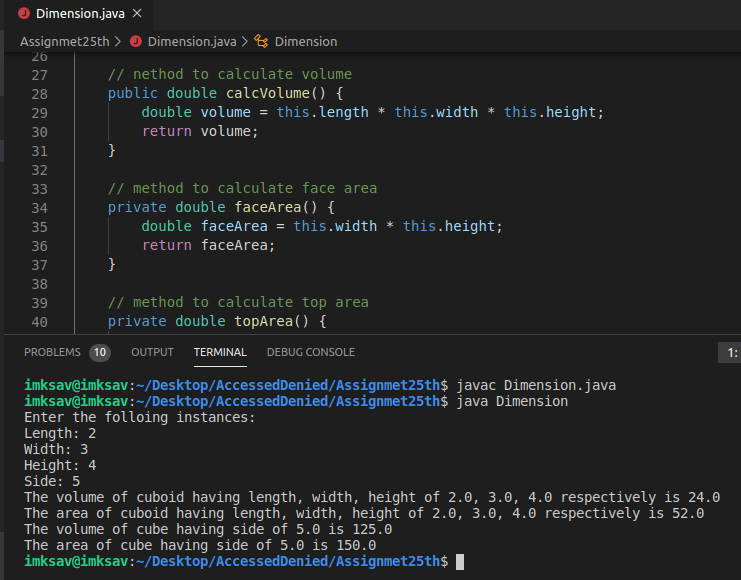 Dimension.java ×
Assignmet25th > Dimension.java > Dimension
26
27 // nethod to calculate volume
28 public double calcVolume() {
29 double volume = this.length * this.width * this.height;
30 return volume;
31 }
32
33 // method to calculate face area
34 private double faceArea() {
35 double faceArea = this.width * this.height;
36 return faceArea;
37 }
38
39 // method to calculate top area
40 private double topArea() {
PROBLEMS 10 OUTPUT TERMINAL DEBUG CONSOLE 1:
imksav@imksav:~/Desktop/AccessedDenied/Assignmet25th$ javac Dimension.java
imksav@imksav:~/Desktop/AccessedDenied/Assignmet25th$ java Dimension
Enter the folloing instances:
Length: 2
Width: 3
Height: 4
Side: 5
The volume of cuboid having length, width, height of 2.0, 3.0, 4.0 respectively is 24.0
The area of cuboid having length, width, height of 2.0, 3.0, 4.0 respectively is 52.0
The volume of cube having side of 5.0 is 125.0
The area of cube having side of 5.0 is 150.0
imksav@imksav:~/Desktop/AccessedDenied/Assignmet25th$